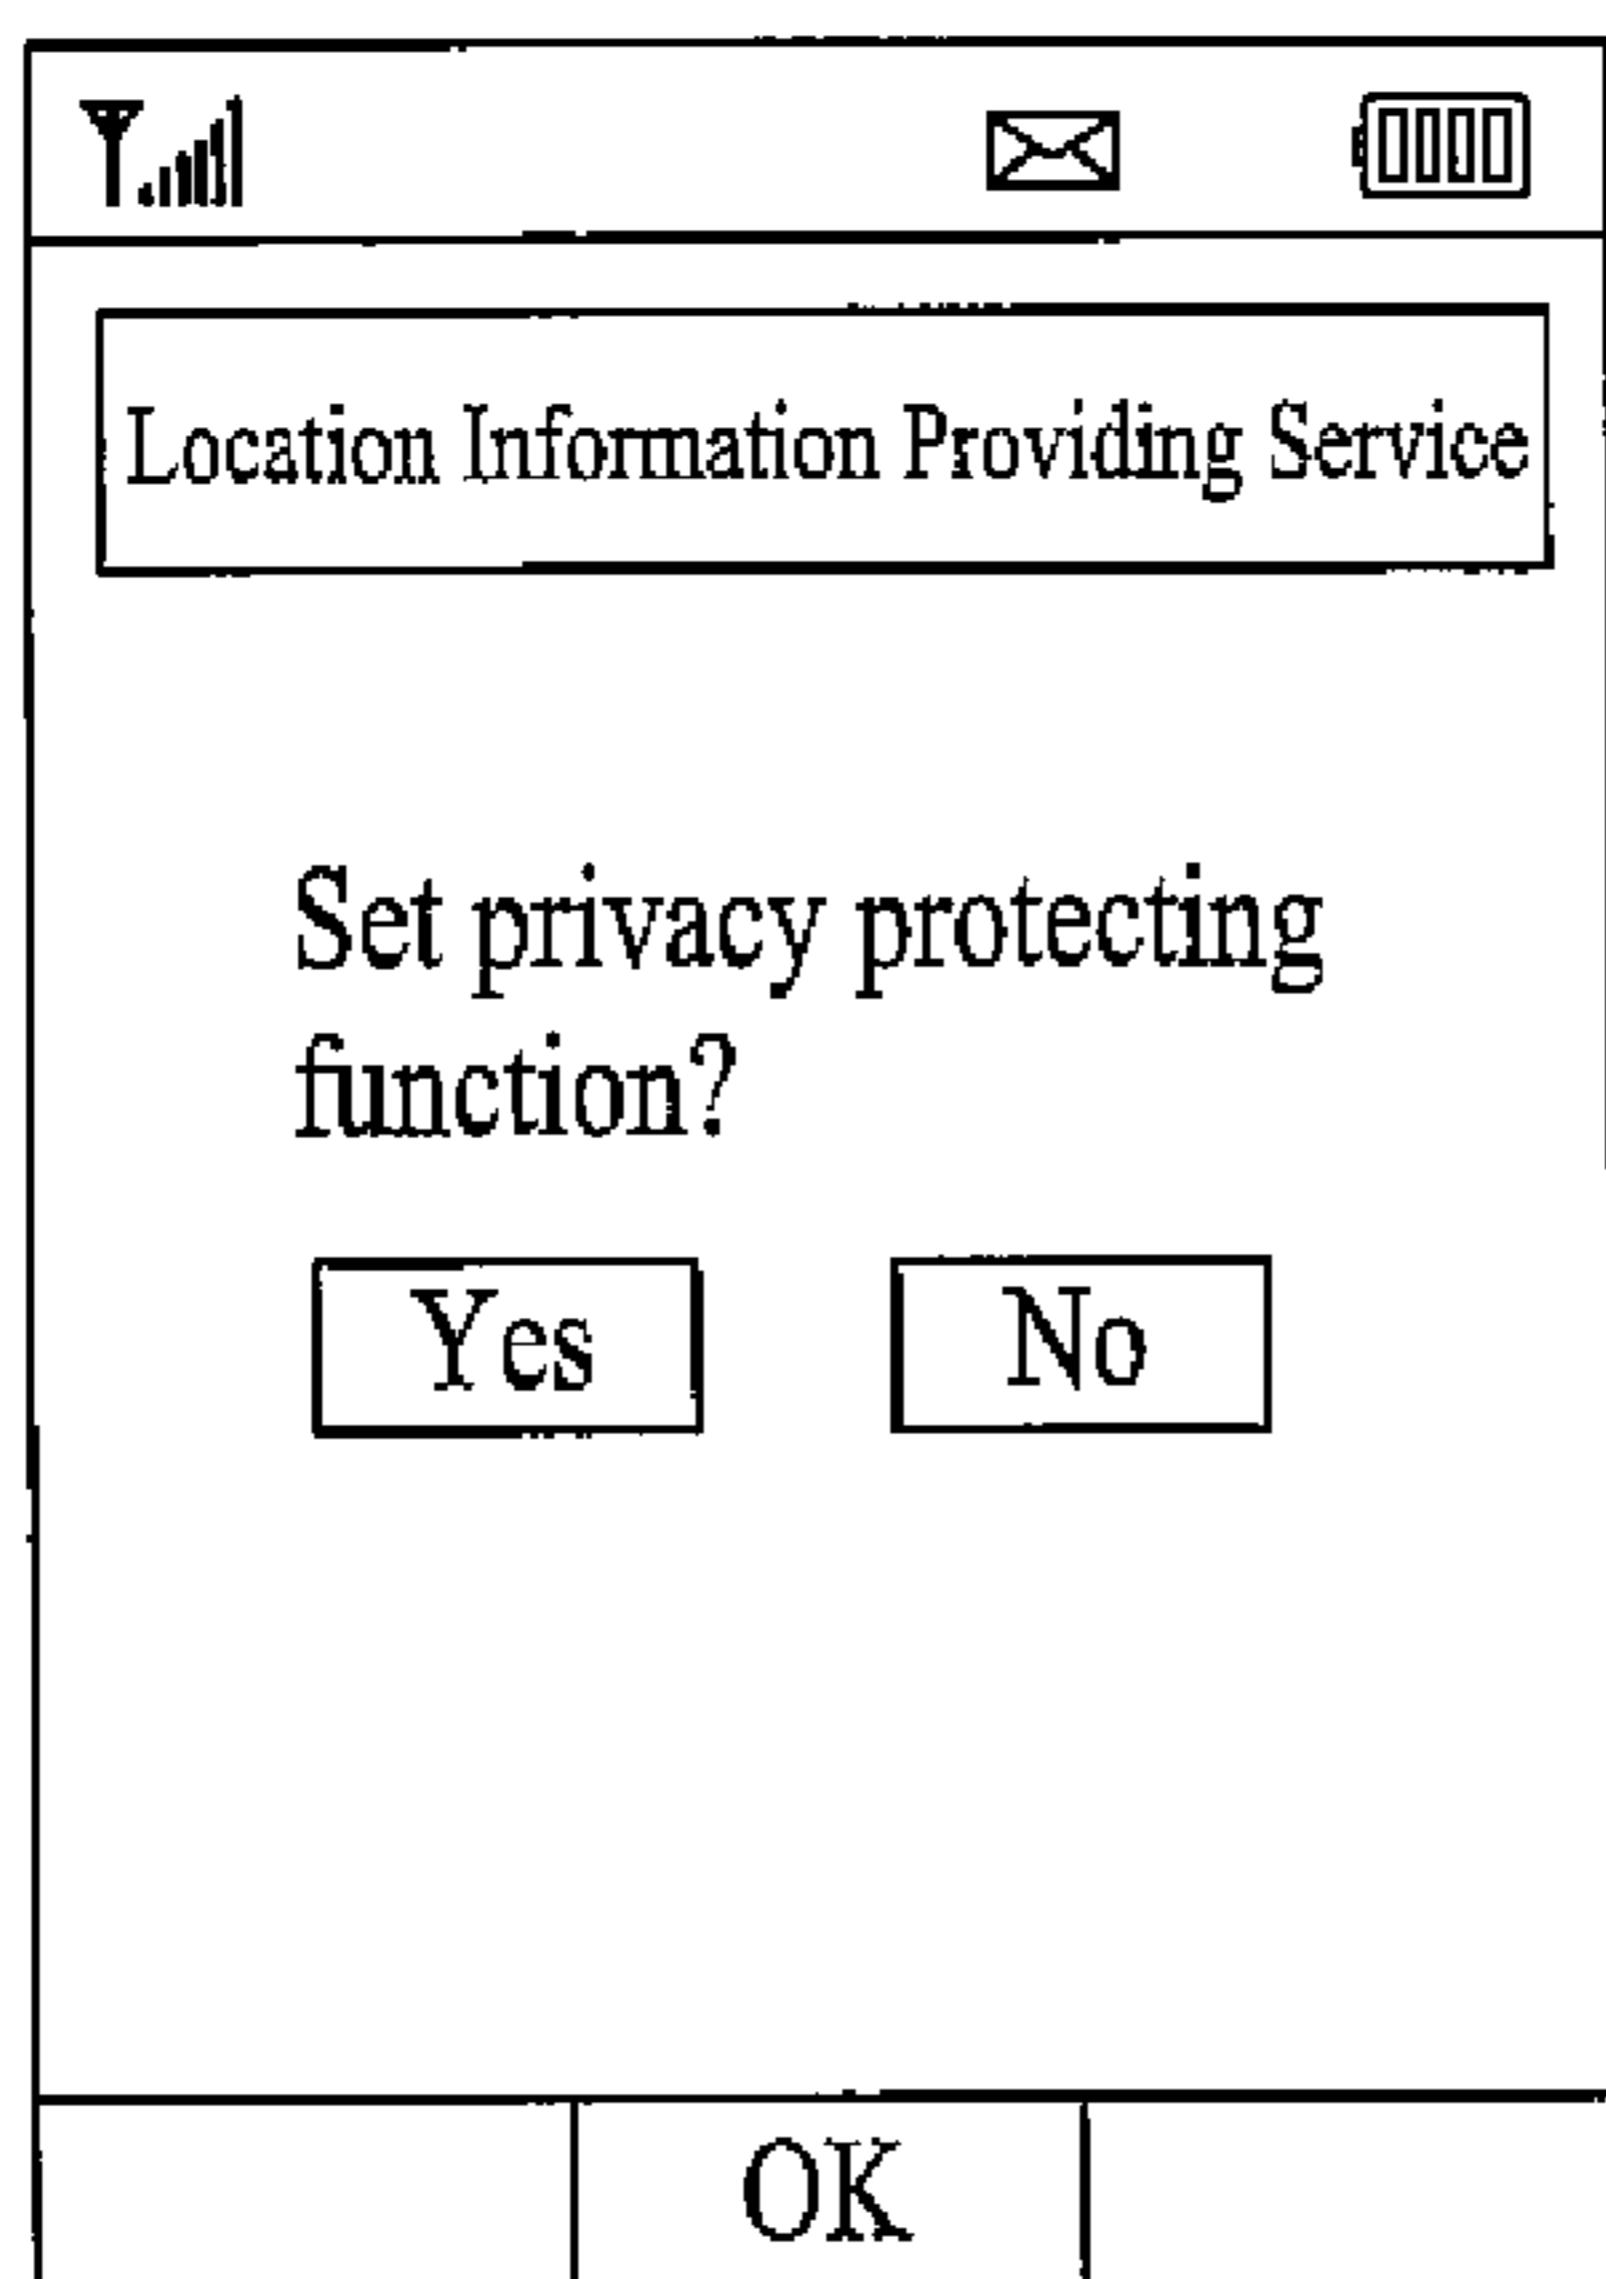 Location Information Providing Service
Set privacy protecting
function?
Yes No
OK